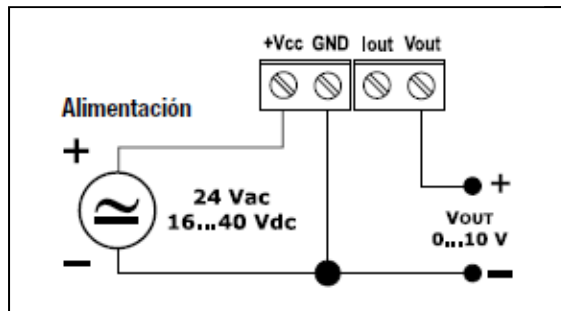 +Vcc GND Iout Vout
Alimentación
+
24 Vac
16...40 Vdc
+
VOUT
0...10 V
-
-